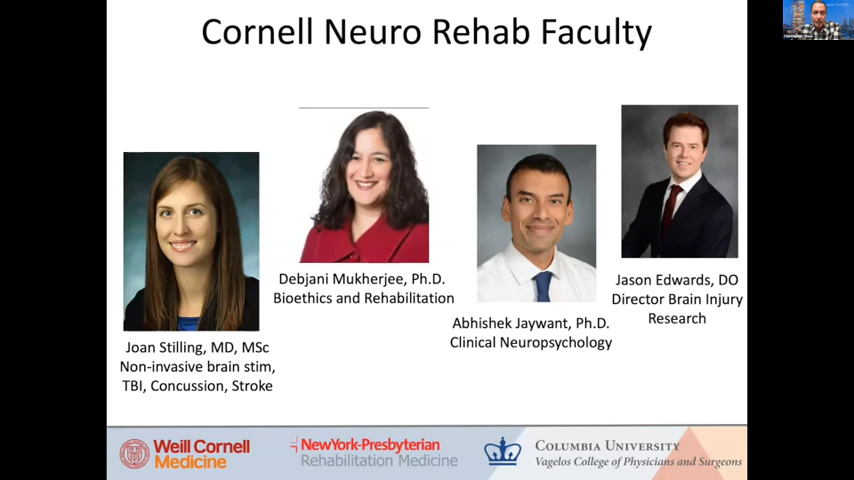 Cornell Neuro Rehab Faculty
Joan Stilling, MD, MSc
Non-invasive brain stim,
TBI, Concussion, Stroke
Debjani Mukherjee, Ph.D.
Bioethics and Rehabilitation
Abhishek Jaywant, Ph.D.
Clinical Neuropsychology
Jason Edwards, DO
Director Brain Injury
Research
Weill Cornell
Medicine
NewYork-Presbyterian
Rehabilitation Medicine
COLUMBIA UNIVERSITY
Vagelos College of Physicians and Surgeons